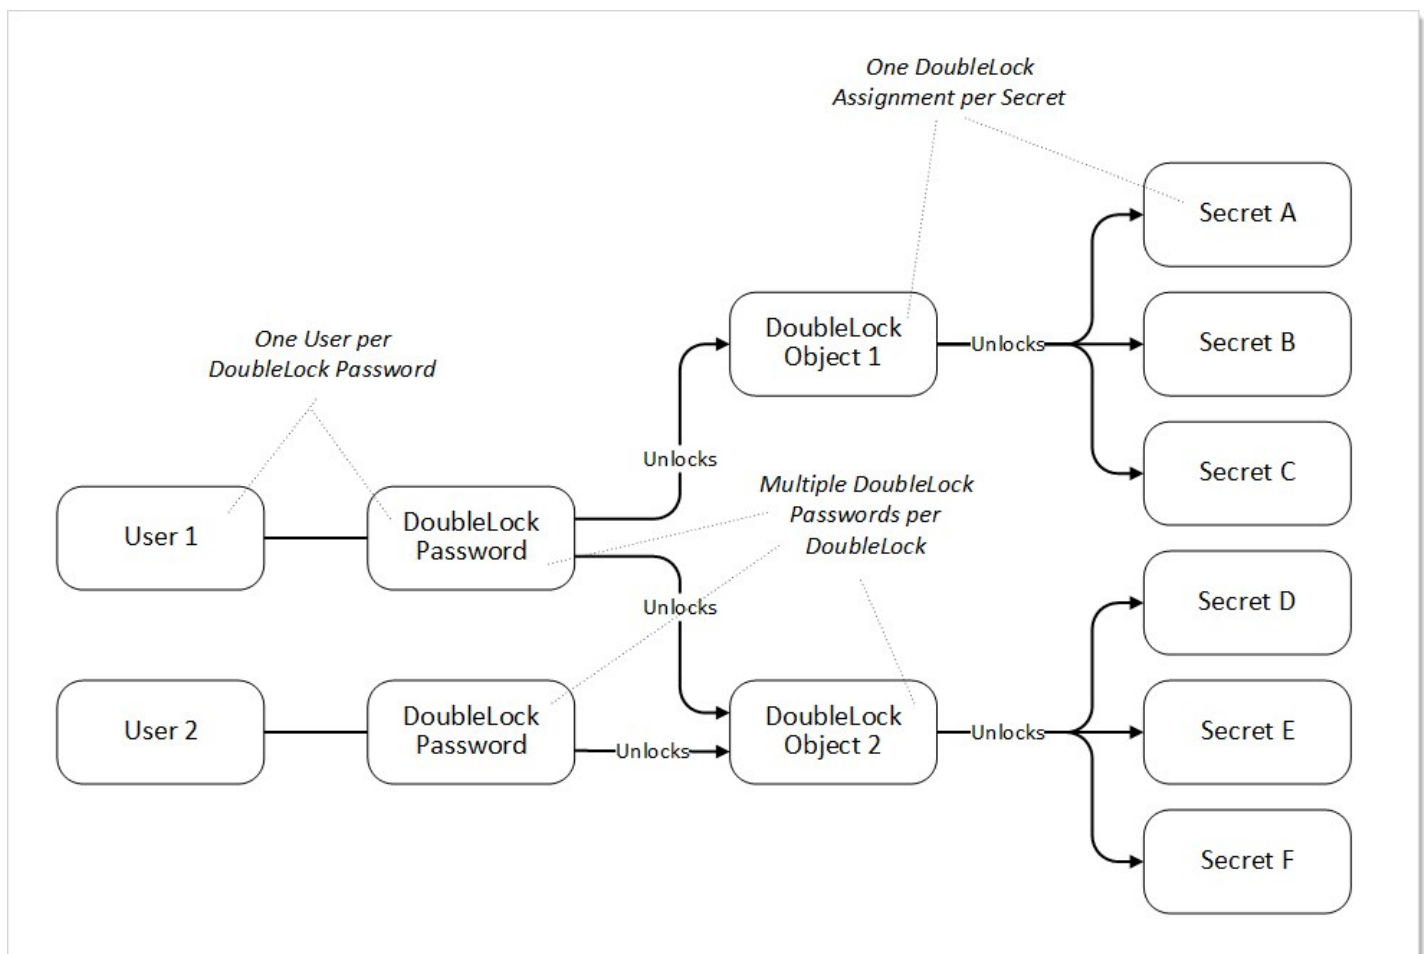 One DoubleLock
Assignment per Secret
Secret A
DoubleLock
Object 1
Unlocks
Secret B
One User per
DoubleLock Password
Secret C
Unlocks
Multiple DoubleLock
Passwords per
DoubleLock
User 1
DoubleLock
Password
Unlocks
Secret D
User 2
DoubleLock
Password
Unlocks
DoubleLock
Object 2
Unlocks
Secret E
Secret F